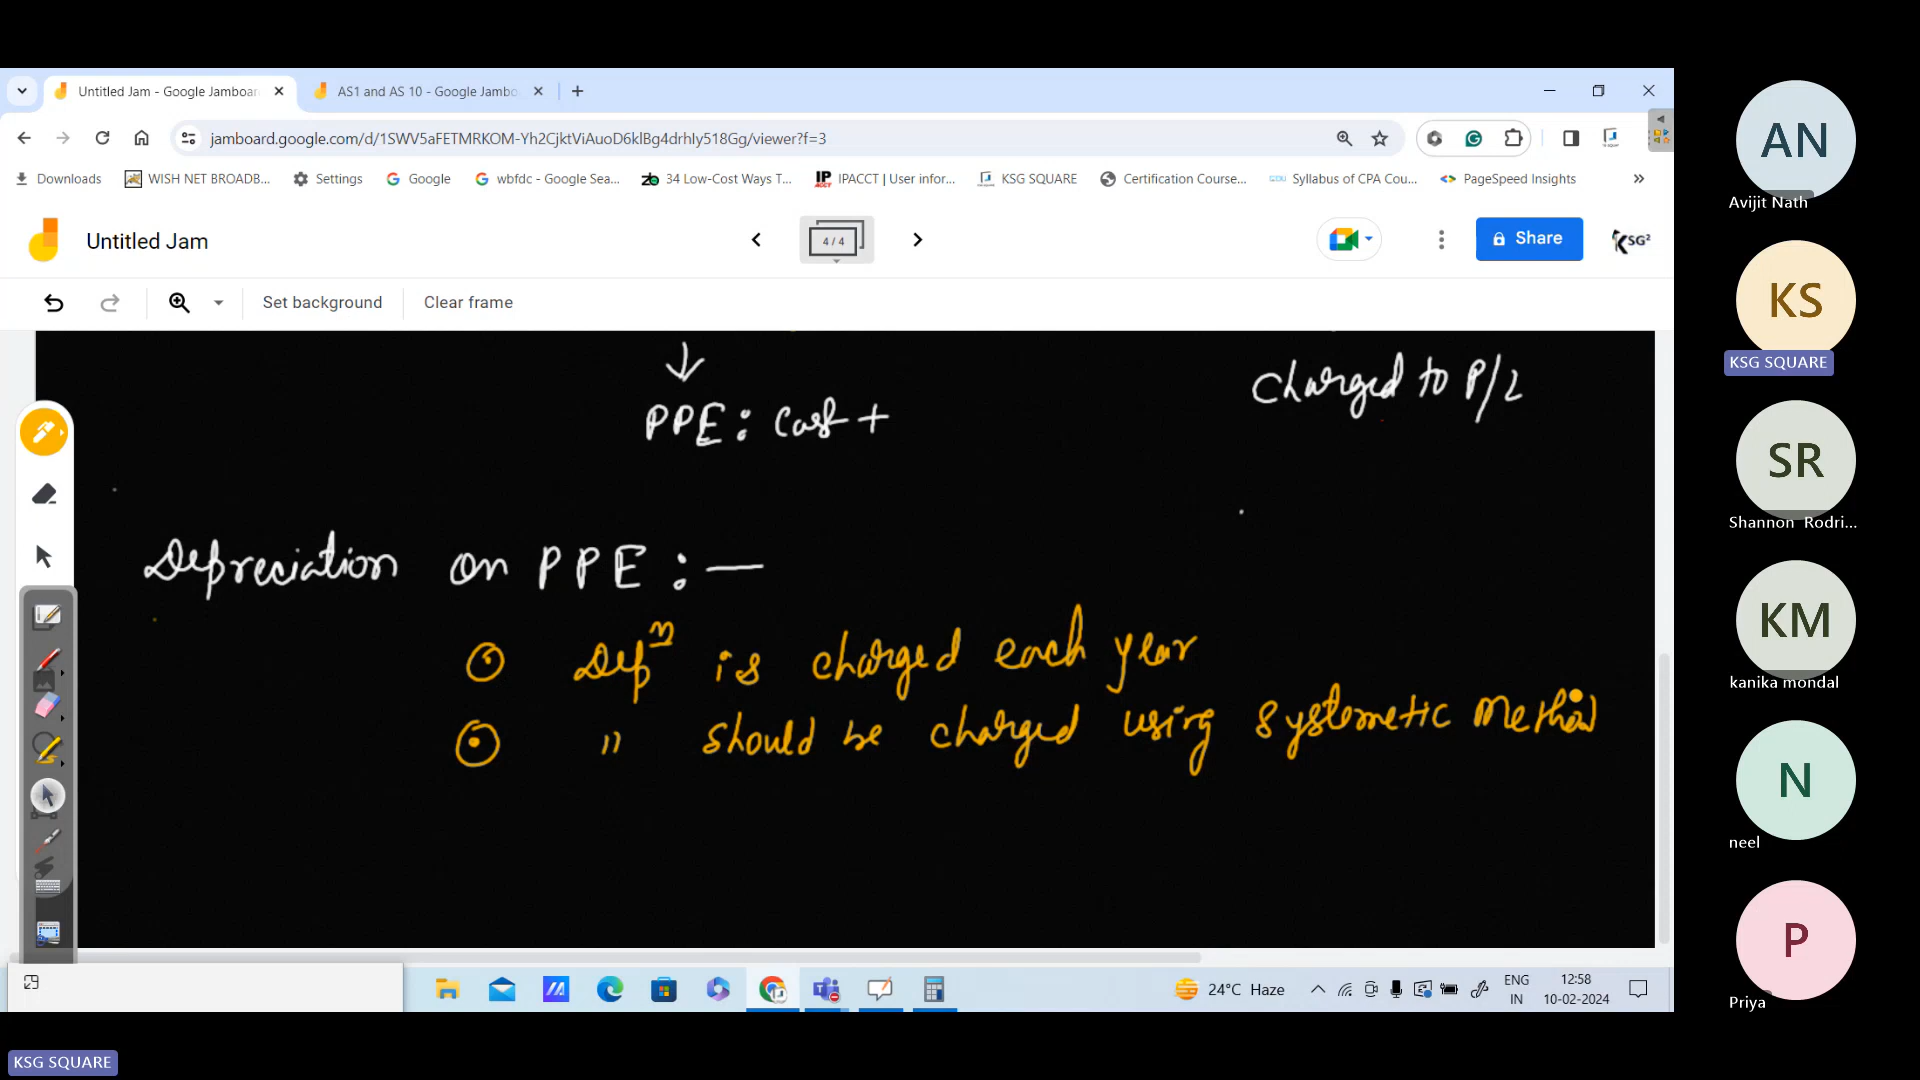 Untitled Jam - Google Jamboar
AS1 and AS 10 - Google Jambo
jamboard.google.com/d/1SWV5aFETMRKOM-Yh2CjktViAuoD6klBg4drhIy518Gg/viewer?f=3
Downloads
WISH NET BROADB...
Settings
Google
wbfdc - Google Sea...
34 Low-Cost Ways T...
IPACCT | User infor...
KSG SQUARE
Certification Course...
Syllabus of CPA Cou...
PageSpeed Insights
Untitled Jam
4 / 4
Share
KSG²
Set background
Clear frame
PPE : Cost +
Charged to P/L
Depreciation on PPE : —
Depⁿ is charged each year
" should be charged using Systemetic Method
24°C Haze
ENG
IN
12:58
10-02-2024
AN
Avijit Nath
KS
KSG SQUARE
SR
Shannon Rodri...
KM
kanika mondal
N
neel
P
Priya
KSG SQUARE